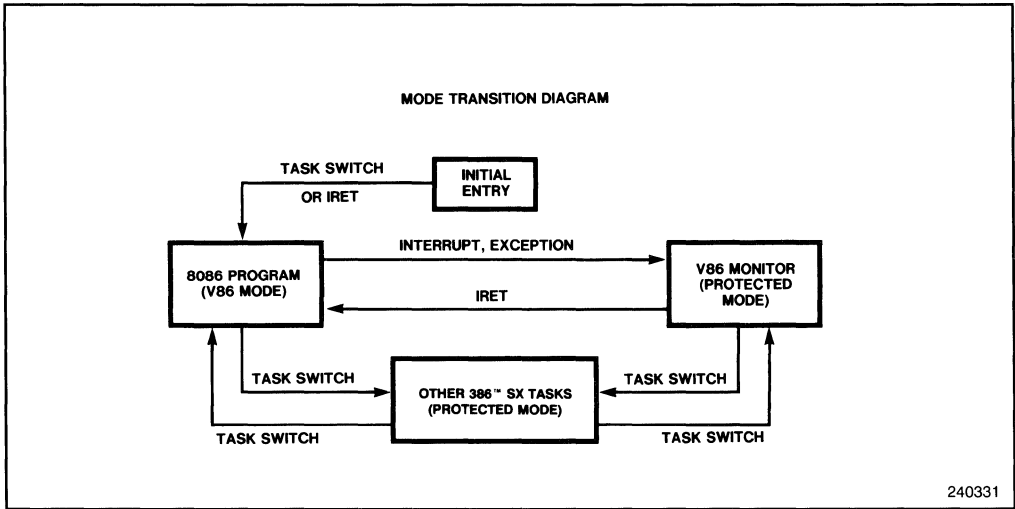 MODE TRANSITION DIAGRAM
TASK SWITCH
OR IRET
INITIAL
ENTRY
INTERRUPT, EXCEPTION
8086 PROGRAM
(V86 MODE)
V86 MONITOR
(PROTECTED
MODE)
IRET
TASK SWITCH
OTHER 386™ SX TASKS
(PROTECTED MODE)
TASK SWITCH
TASK SWITCH
TASK SWITCH
240331